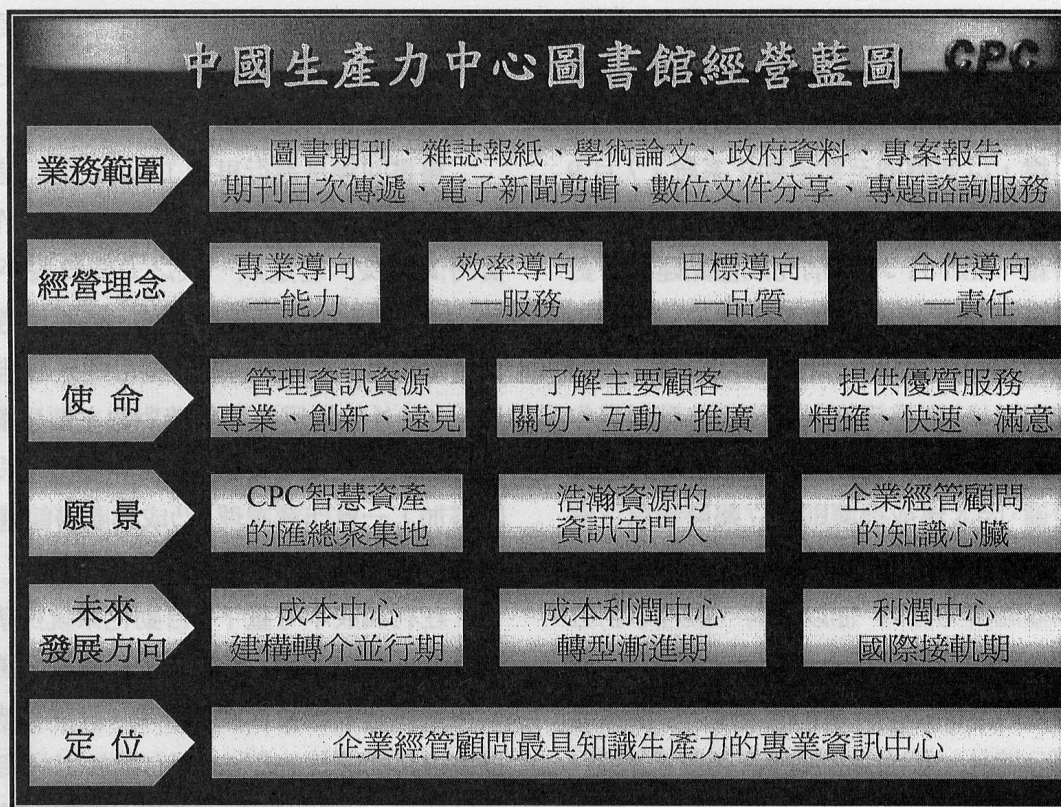 中國生產力中心圖書館經營藍圖 CPC
業務範圍
圖書期刊、雜誌報紙、學術論文、政府資料、專案報告
期刊目次傳遞、電子新聞剪輯、數位文件分享、專題諮詢服務
經營理念
專業導向
—能力
效率導向
—服務
目標導向
—品質
合作導向
—責任
使 命
管理資訊資源
專業、創新、遠見
了解主要顧客
關切、互動、推廣
提供優質服務
精確、快速、滿意
願 景
CPC智慧資產
的匯總聚集地
浩瀚資源的
資訊守門人
企業經管顧問
的知識心臟
未來
發展方向
成本中心
建構轉介並行期
成本利潤中心
轉型漸進期
利潤中心
國際接軌期
定 位
企業經管顧問最具知識生產力的專業資訊中心